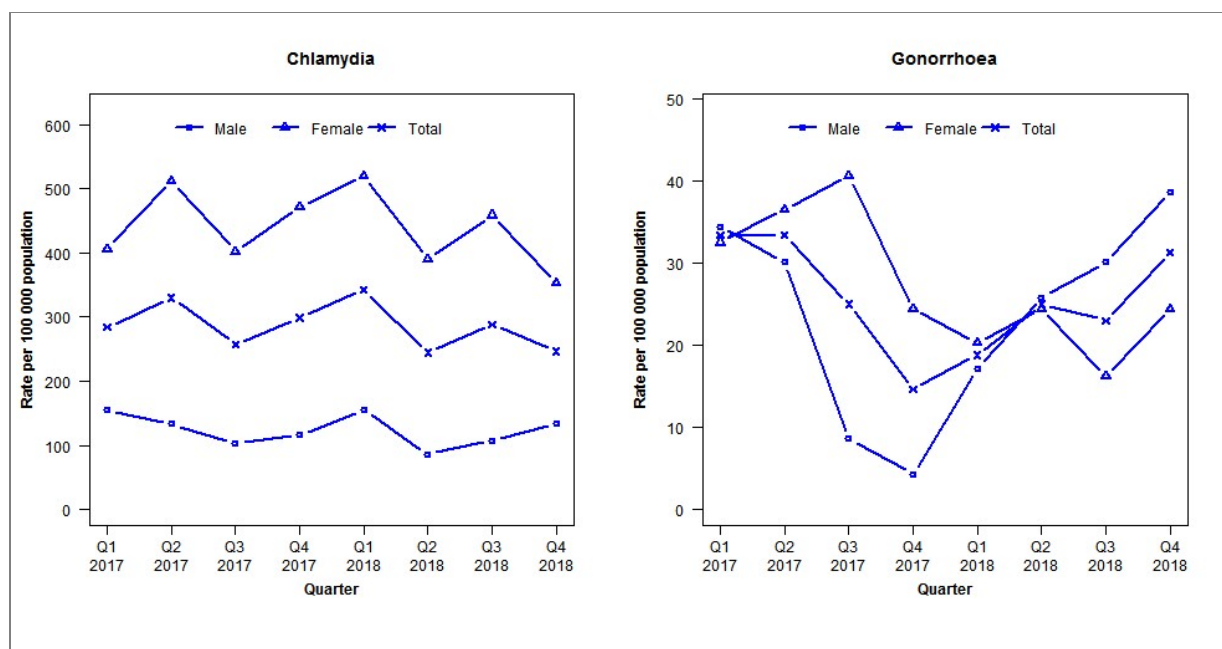 Chlamydia
Male Female Total
600
500
400
300
200
100
0
Rate per 100 000 population
Q1 Q2 Q3 Q4 Q1 Q2 Q3 Q4
2017 2017 2017 2017 2018 2018 2018 2018
Quarter
Gonorrhoea
Male Female Total
50
40
30
20
10
0
Rate per 100 000 population
Q1 Q2 Q3 Q4 Q1 Q2 Q3 Q4
2017 2017 2017 2017 2018 2018 2018 2018
Quarter